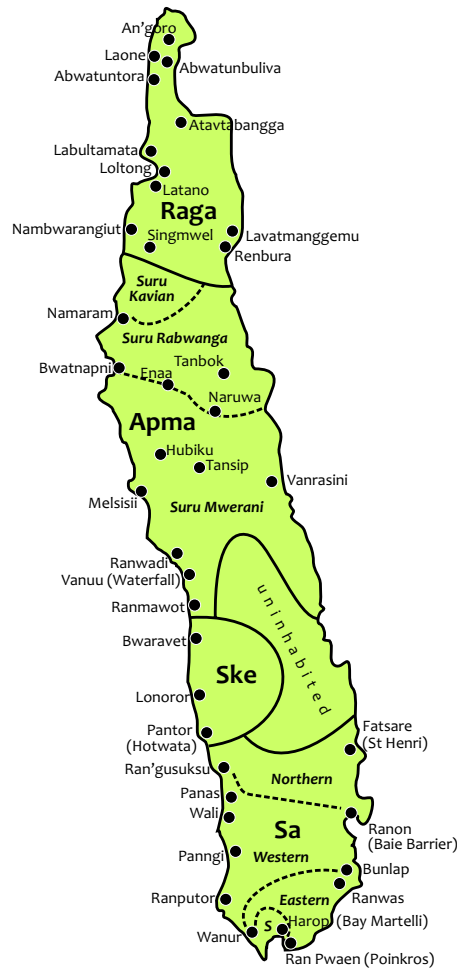 An'goro
Laone
Abwatunbuliva
Abwatuntora
Atavtabangga
Labultamata
Loltong
Latano
Raga
Nambwarangiut
Singmwel
Lavatmanggemu
Renbura
Suru
Kavian
Namaram
Suru Rabwanga
Bwatnapni
Enaa
Tanbok
Naruwa
Apma
Hubiku
Tansip
Vanrasini
Melsisii
Suru Mwerani
Ranwadi
Vanuu (Waterfall)
Ranmawot
uninhabited
Bwaravet
Ske
Lonoror
Pantor
(Hotwata)
Fatsare
(St Henri)
Ran'gusuksu
Northern
Panas
Wali
Sa
Ranon
(Baie Barrier)
Panngi
Western
Bunlap
Ranwas
Ranputor
Eastern
S
Harop (Bay Martelli)
Wanur
Ran Pwaen (Poinkros)